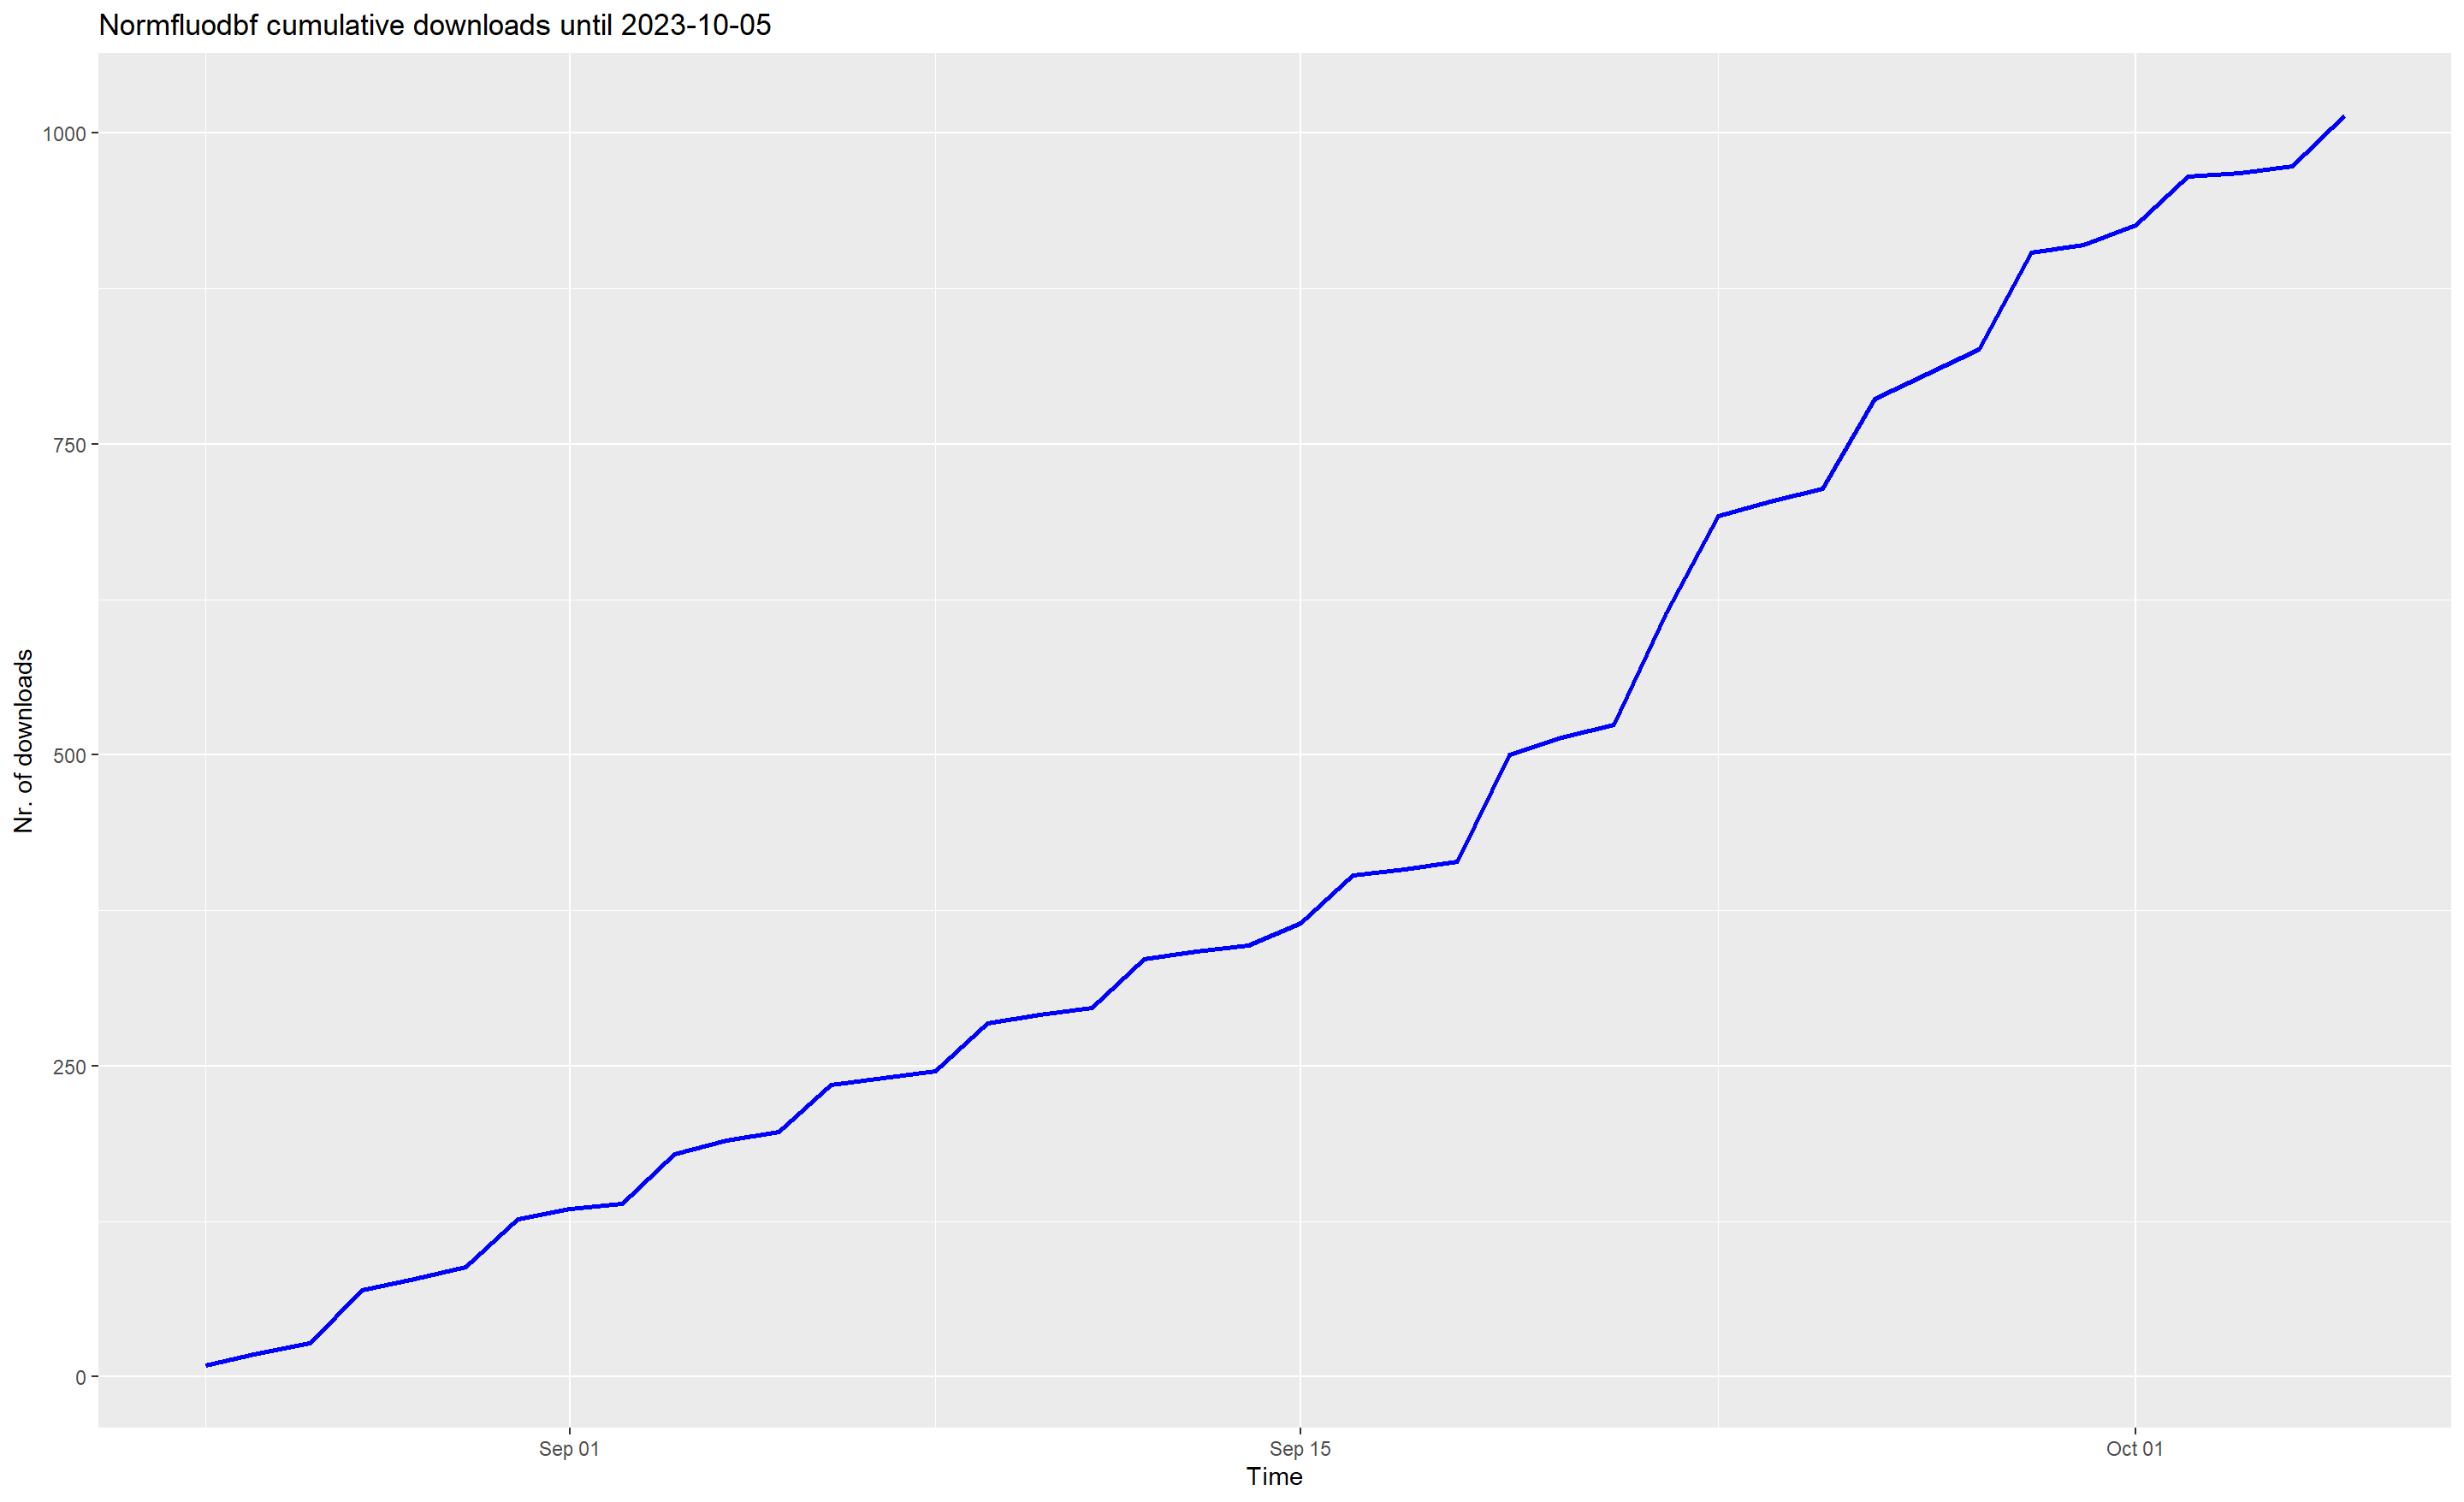 Normfluodbf cumulative downloads until 2023-10-05
1000
750
500
250
0
Nr. of downloads
Sep 01
Sep 15
Oct 01
Time